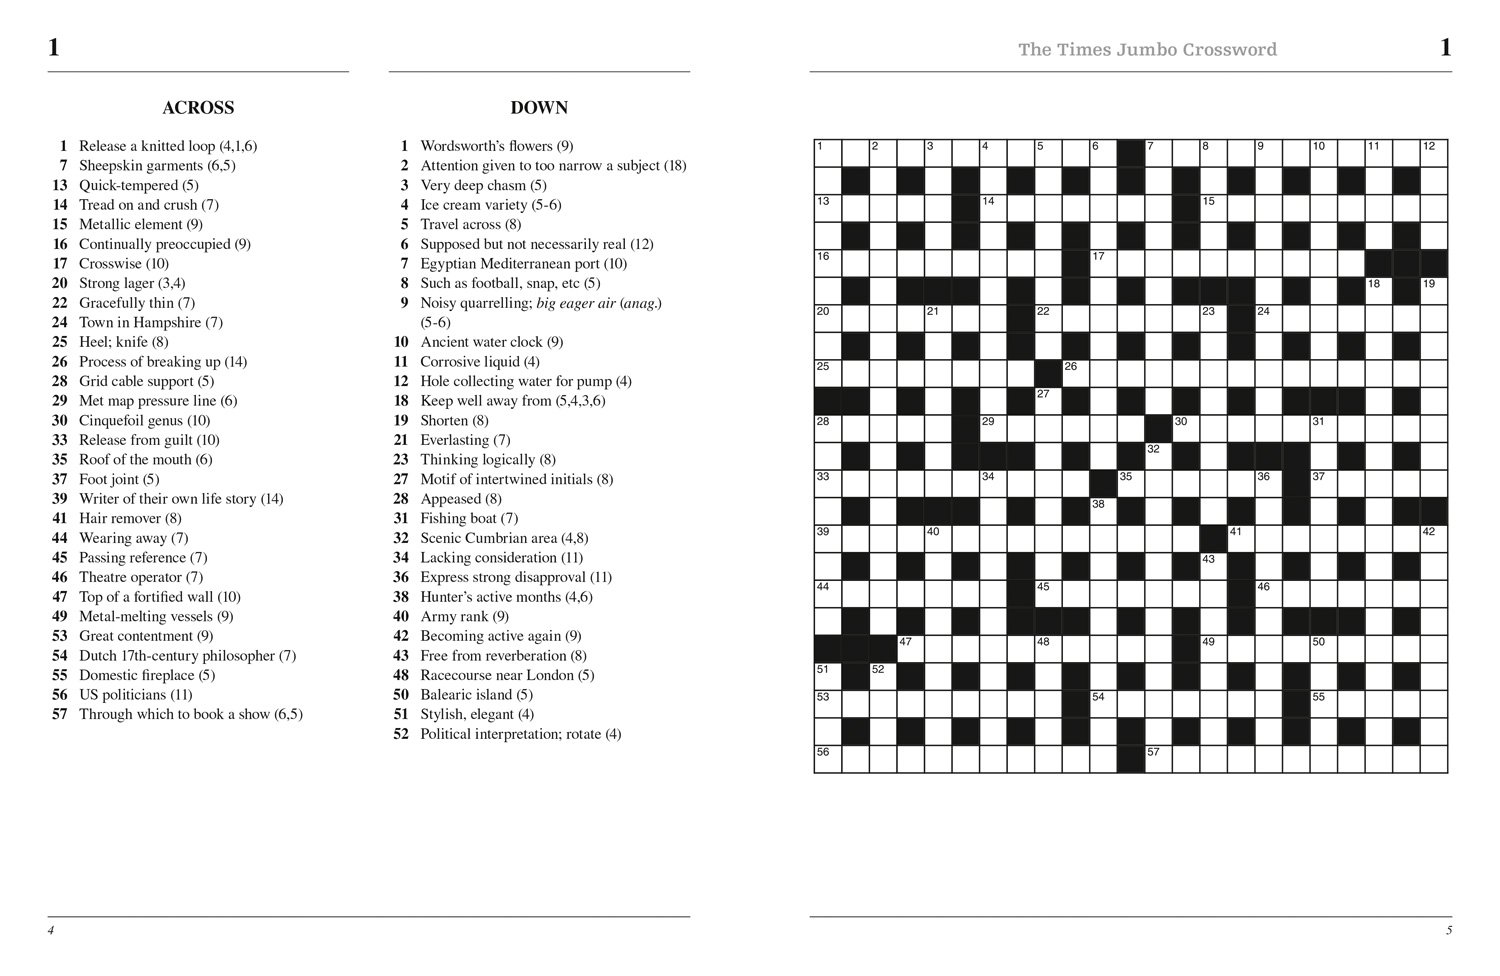 1
The Times Jumbo Crossword
1
ACROSS
1 Release a knitted loop (4,1,6)
7 Sheepskin garments (6,5)
13 Quick-tempered (5)
14 Tread on and crush (7)
15 Metallic element (9)
16 Continually preoccupied (9)
17 Crosswise (10)
20 Strong lager (3,4)
22 Gracefully thin (7)
24 Town in Hampshire (7)
25 Heel; knife (8)
26 Process of breaking up (14)
28 Grid cable support (5)
29 Met map pressure line (6)
30 Cinquefoil genus (10)
33 Release from guilt (10)
35 Roof of the mouth (6)
37 Foot joint (5)
39 Writer of their own life story (14)
41 Hair remover (8)
44 Wearing away (7)
45 Passing reference (7)
46 Theatre operator (7)
47 Top of a fortified wall (10)
49 Metal-melting vessels (9)
53 Great contentment (9)
54 Dutch 17th-century philosopher (7)
55 Domestic fireplace (5)
56 US politicians (11)
57 Through which to book a show (6,5)
DOWN
1 Wordsworth's flowers (9)
2 Attention given to too narrow a subject (18)
3 Very deep chasm (5)
4 Ice cream variety (5-6)
5 Travel across (8)
6 Supposed but not necessarily real (12)
7 Egyptian Mediterranean port (10)
8 Such as football, snap, etc (5)
9 Noisy quarrelling; big eager air (anag.)
(5-6)
10 Ancient water clock (9)
11 Corrosive liquid (4)
12 Hole collecting water for pump (4)
18 Keep well away from (5,4,3,6)
19 Shorten (8)
21 Everlasting (7)
23 Thinking logically (8)
27 Motif of intertwined initials (8)
28 Appeased (8)
31 Fishing boat (7)
32 Scenic Cumbrian area (4,8)
34 Lacking consideration (11)
36 Express strong disapproval (11)
38 Hunter's active months (4,6)
40 Army rank (9)
42 Becoming active again (9)
43 Free from reverberation (8)
48 Racecourse near London (5)
50 Balearic island (5)
51 Stylish, elegant (4)
52 Political interpretation; rotate (4)
1 2 3 4 5 6 7 8 9 10 11 12
13 14 15
16 17
18 19
20 21 22 23 24
25 26
27
28 29 30 31
32
33 34 35 36 37
38
39 40 41 42
43
44 45 46
47 48 49 50
51 52
53 54 55
56 57
4
5